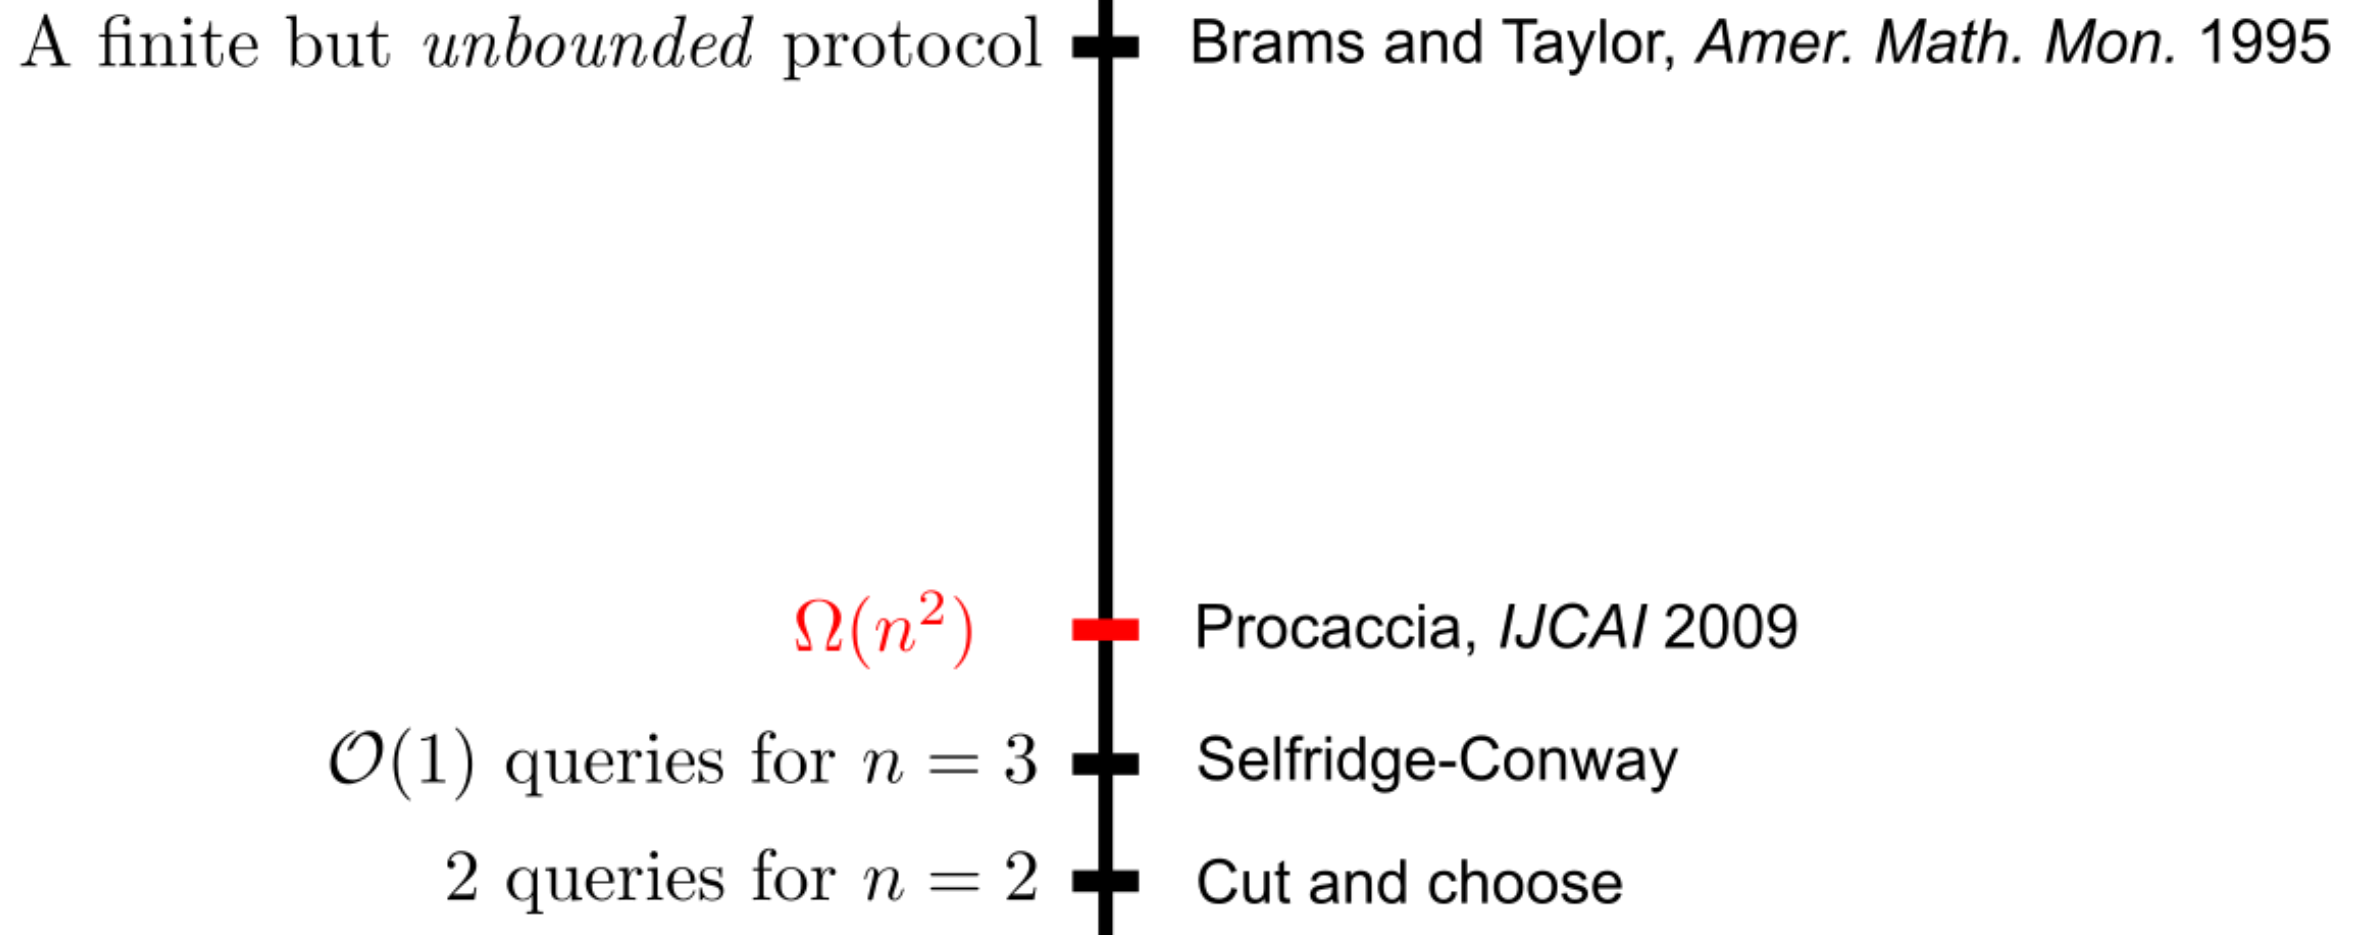 A finite but unbounded protocol Brams and Taylor, Amer. Math. Mon. 1995
Ω(n²) Procaccia, IJCAI 2009
𝒪(1) queries for n = 3 Selfridge-Conway
2 queries for n = 2 Cut and choose